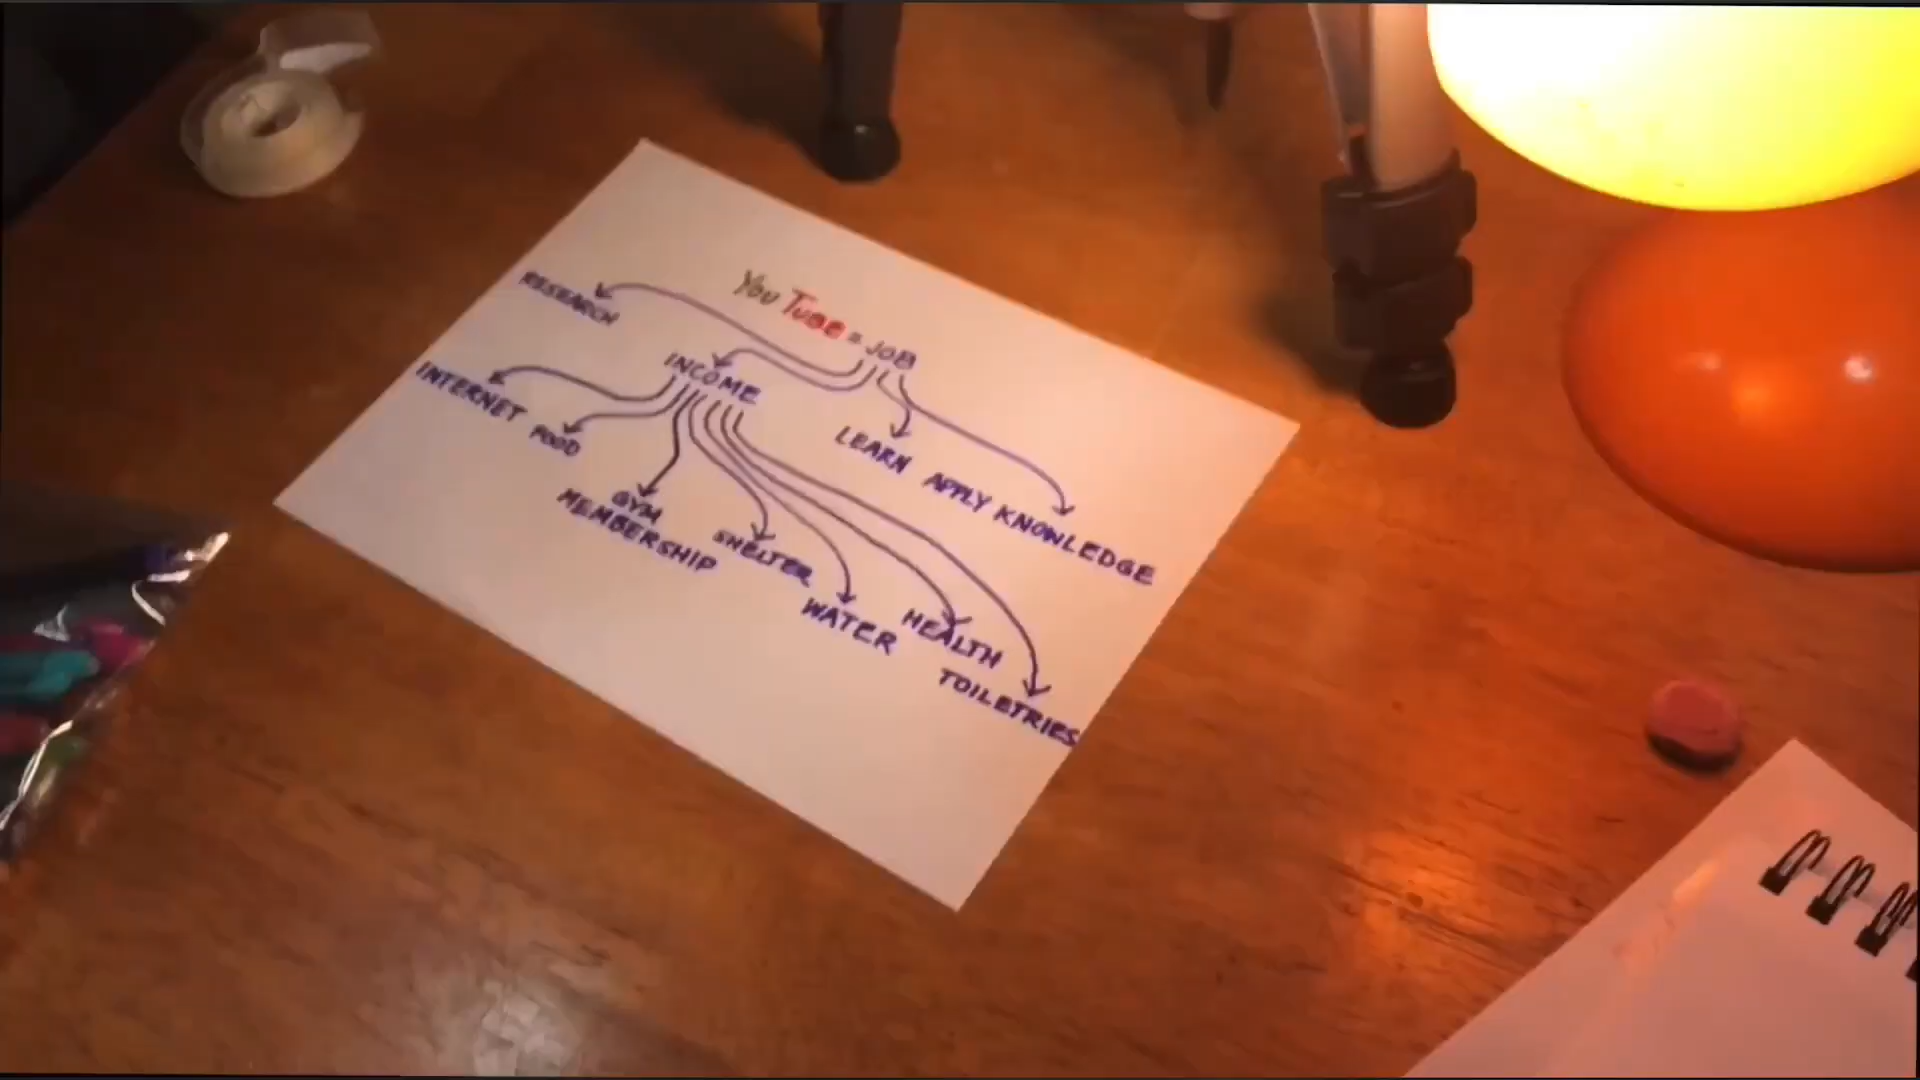 YouTube = JOB
RESEARCH
INCOME
LEARN
APPLY KNOWLEDGE
INTERNET
FOOD
GYM
MEMBERSHIP
SHELTER
WATER
HEALTH
TOILETRIES